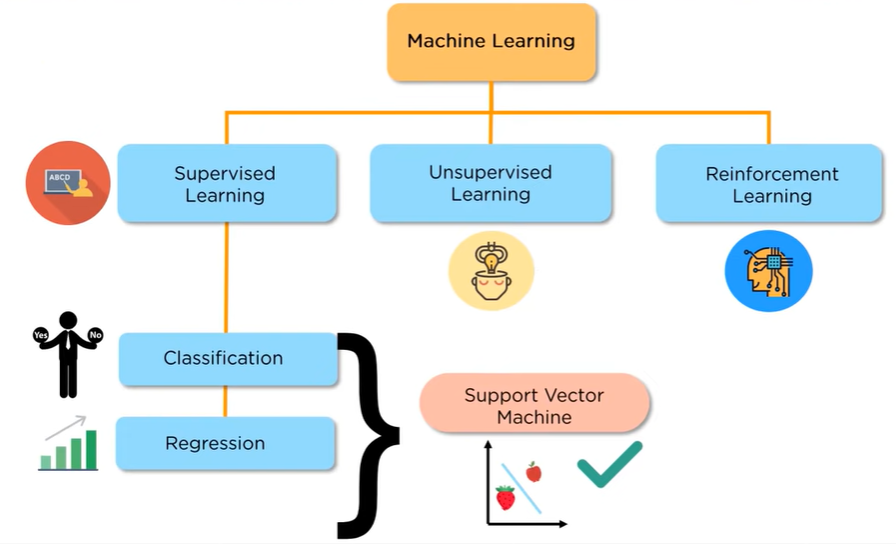 Machine Learning
ABCD
Supervised
Learning
Unsupervised
Learning
Reinforcement
Learning
Yes
No
Classification
Support Vector
Machine
Regression